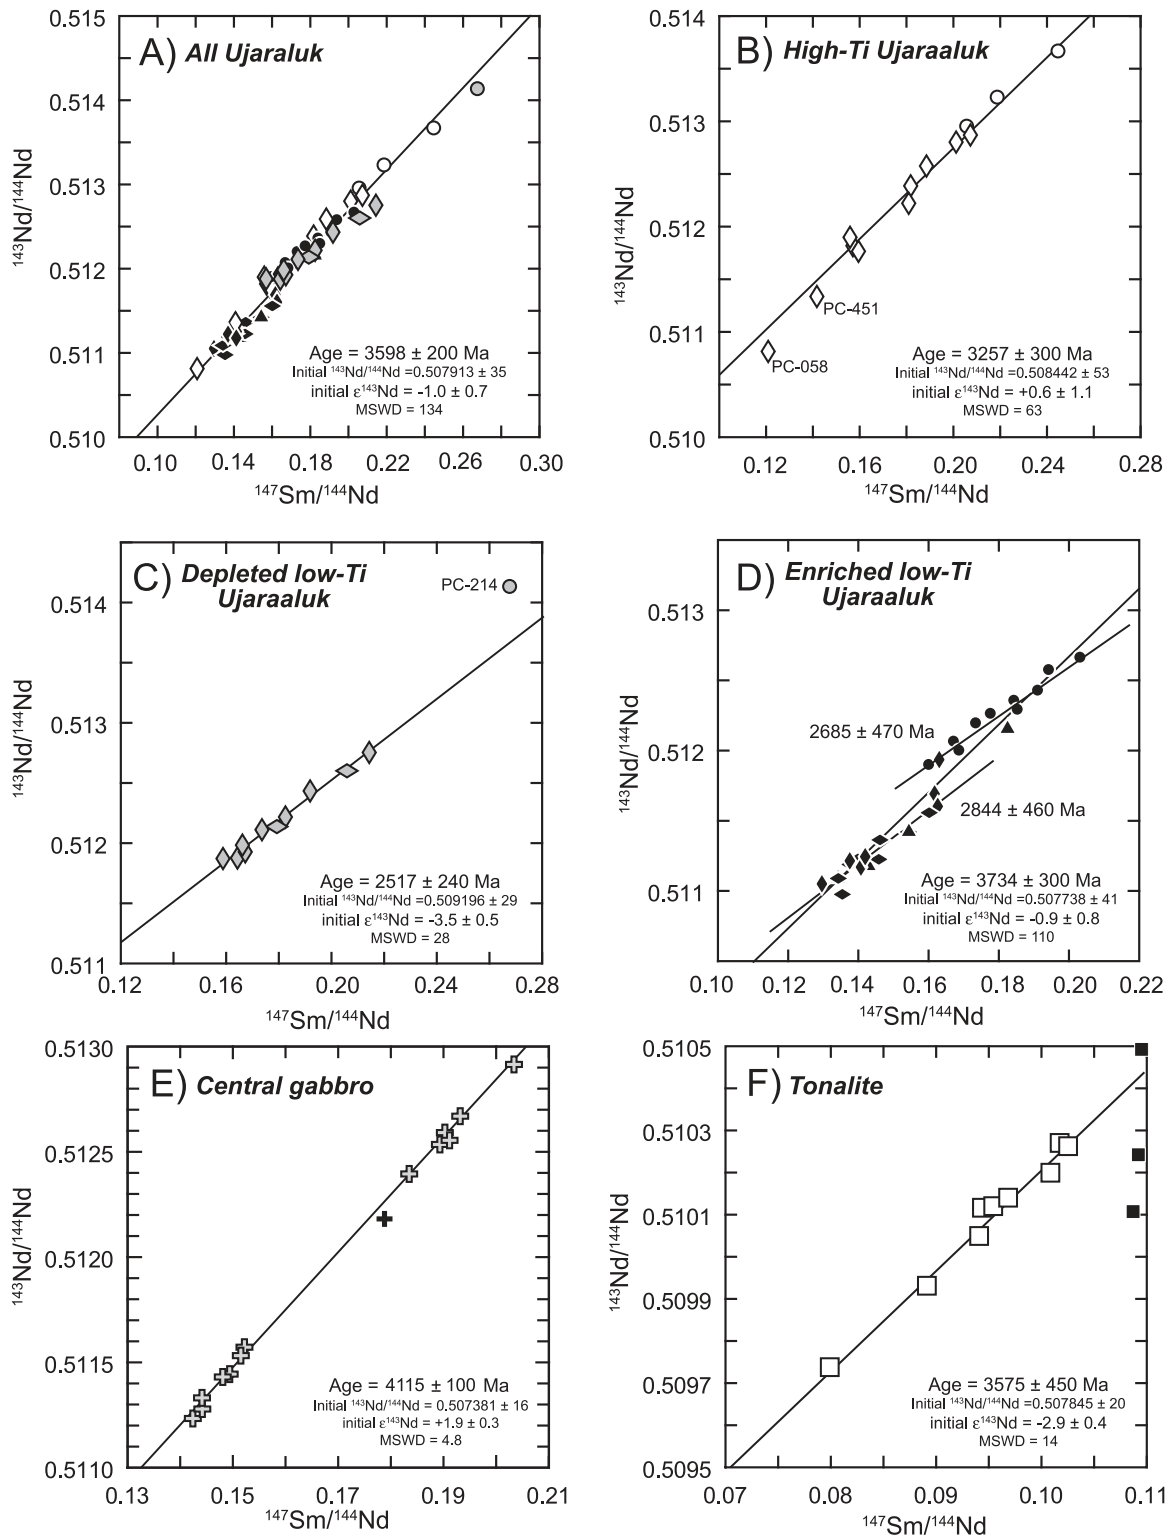 A) All Ujaraluk
0.515
0.514
0.513
0.512
0.511
0.510
¹⁴³Nd/¹⁴⁴Nd
Age = 3598 ± 200 Ma
Initial ¹⁴³Nd/¹⁴⁴Nd =0.507913 ± 35
initial ε¹⁴³Nd = -1.0 ± 0.7
MSWD = 134
0.10 0.14 0.18 0.22 0.26 0.30
¹⁴⁷Sm/¹⁴⁴Nd
B) High-Ti Ujaraaluk
0.514
0.513
0.512
0.511
0.510
¹⁴³Nd/¹⁴⁴Nd
PC-451
PC-058
Age = 3257 ± 300 Ma
Initial ¹⁴³Nd/¹⁴⁴Nd =0.508442 ± 53
initial ε¹⁴³Nd = +0.6 ± 1.1
MSWD = 63
0.12 0.16 0.20 0.24 0.28
¹⁴⁷Sm/¹⁴⁴Nd
C) Depleted low-Ti
Ujaraaluk
PC-214
0.514
0.513
0.512
0.511
¹⁴³Nd/¹⁴⁴Nd
Age = 2517 ± 240 Ma
Initial ¹⁴³Nd/¹⁴⁴Nd =0.509196 ± 29
initial ε¹⁴³Nd = -3.5 ± 0.5
MSWD = 28
0.12 0.16 0.20 0.24 0.28
¹⁴⁷Sm/¹⁴⁴Nd
D) Enriched low-Ti
Ujaraaluk
0.513
0.512
0.511
¹⁴³Nd/¹⁴⁴Nd
2685 ± 470 Ma
2844 ± 460 Ma
Age = 3734 ± 300 Ma
Initial ¹⁴³Nd/¹⁴⁴Nd =0.507738 ± 41
initial ε¹⁴³Nd = -0.9 ± 0.8
MSWD = 110
0.10 0.12 0.14 0.16 0.18 0.20 0.22
¹⁴⁷Sm/¹⁴⁴Nd
E) Central gabbro
0.5130
0.5125
0.5120
0.5115
0.5110
¹⁴³Nd/¹⁴⁴Nd
Age = 4115 ± 100 Ma
Initial ¹⁴³Nd/¹⁴⁴Nd = 0.507381 ± 16
initial ε¹⁴³Nd = +1.9 ± 0.3
MSWD = 4.8
0.13 0.15 0.17 0.19 0.21
¹⁴⁷Sm/¹⁴⁴Nd
F) Tonalite
0.5105
0.5103
0.5101
0.5099
0.5097
0.5095
¹⁴³Nd/¹⁴⁴Nd
Age = 3575 ± 450 Ma
Initial ¹⁴³Nd/¹⁴⁴Nd =0.507845 ± 20
initial ε¹⁴³Nd = -2.9 ± 0.4
MSWD = 14
0.07 0.08 0.09 0.10 0.11
¹⁴⁷Sm/¹⁴⁴Nd